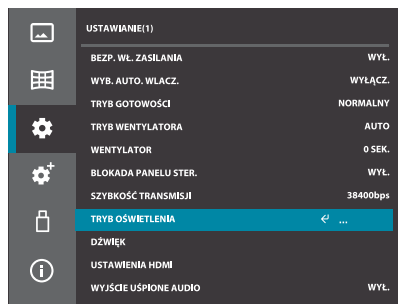 USTAWIANIE(1)
BEZP. WŁ. ZASILANIA WYŁ.
WYB. AUTO. WLACZ. WYŁĄCZ.
TRYB GOTOWOŚCI NORMALNY
TRYB WENTYLATORA AUTO
WENTYLATOR 0 SEK.
BLOKADA PANELU STER. WYŁ.
SZYBKOŚĆ TRANSMISJI 38400bps
TRYB OŚWIETLENIA ...
DŹWIĘK
USTAWIENIA HDMI
WYJŚCIE UŚPIONE AUDIO WYŁ.